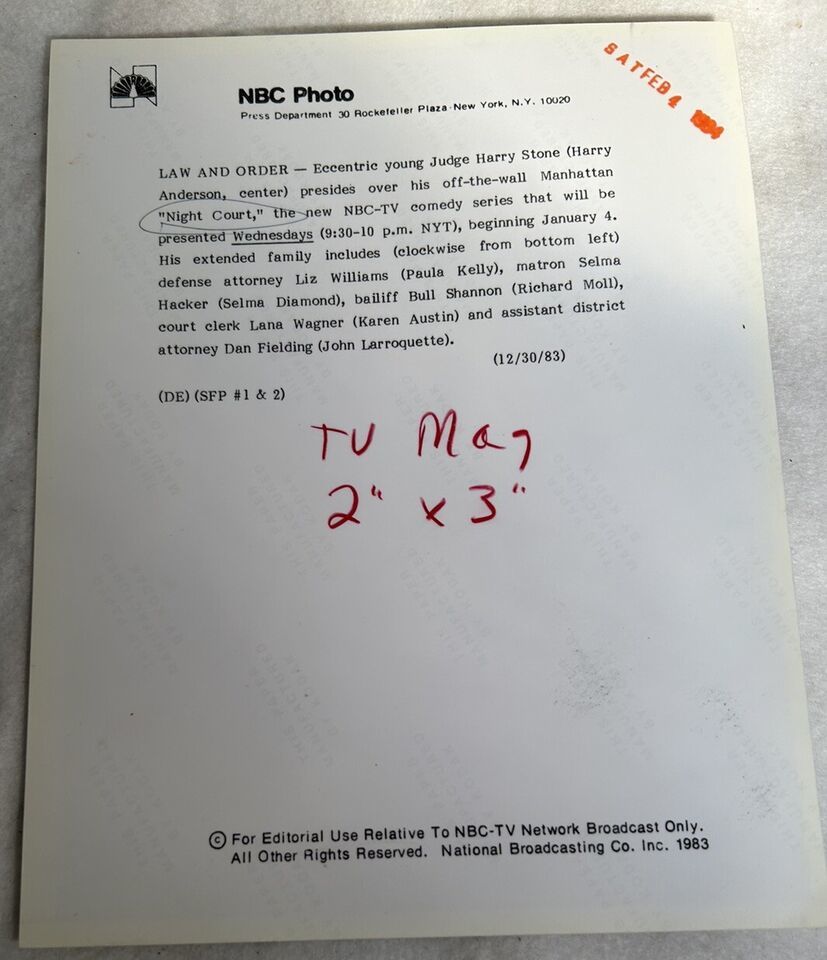 SAT FEB 4 1984
NBC Photo
Press Department 30 Rockefeller Plaza · New York, N.Y. 10020
LAW AND ORDER — Eccentric young Judge Harry Stone (Harry
Anderson, center) presides over his off-the-wall Manhattan
"Night Court," the new NBC-TV comedy series that will be
presented Wednesdays (9:30-10 p.m. NYT), beginning January 4.
His extended family includes (clockwise from bottom left)
defense attorney Liz Williams (Paula Kelly), matron Selma
Hacker (Selma Diamond), bailiff Bull Shannon (Richard Moll),
court clerk Lana Wagner (Karen Austin) and assistant district
attorney Dan Fielding (John Larroquette).
(12/30/83)
(DE) (SFP #1 & 2)
TV Mag
2" x 3"
THIS PAPER
MANUFACTURED
BY KODAK
© For Editorial Use Relative To NBC-TV Network Broadcast Only.
All Other Rights Reserved. National Broadcasting Co. Inc. 1983